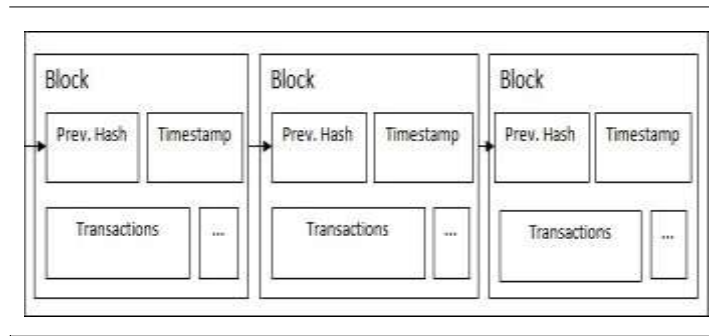 Block
Prev. Hash
Timestamp
Transactions
...
Block
Prev. Hash
Timestamp
Transactions
...
Block
Prev. Hash
Timestamp
Transactions
...